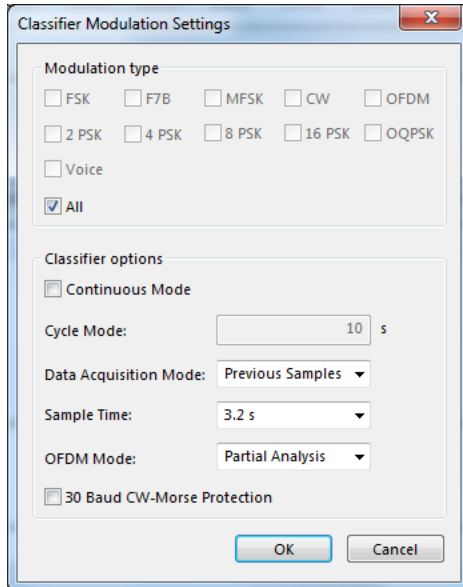 Classifier Modulation Settings
Modulation type
FSK F7B MFSK CW OFDM
2 PSK 4 PSK 8 PSK 16 PSK OQPSK
Voice
All
Classifier options
Continuous Mode
Cycle Mode: 10 s
Data Acquisition Mode: Previous Samples
Sample Time: 3.2 s
OFDM Mode: Partial Analysis
30 Baud CW-Morse Protection
OK Cancel